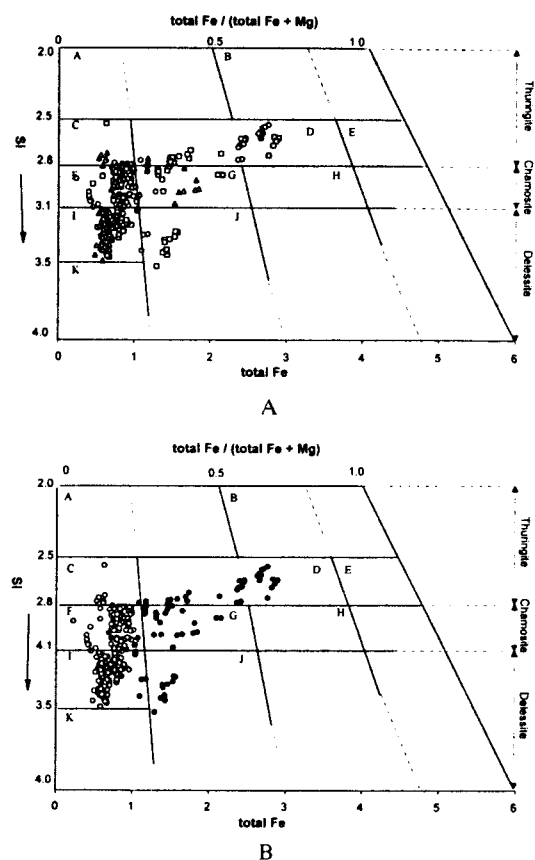 total Fe / (total Fe + Mg)
0 0.5 1.0
2.0 A B
2.5 C D E
2.8 G H
3.1 I J
3.5 K
4.0
Si
Thuringite
Chamosite
Delessite
0 1 2 3 4 5 6
total Fe
A
total Fe / (total Fe + Mg)
0 0.5 1.0
2.0 A B
2.5 C D E
2.8 F G H
4.1 I J
3.5 K
4.0
Si
Thuringite
Chamosite
Delessite
0 1 2 3 4 5 6
total Fe
B